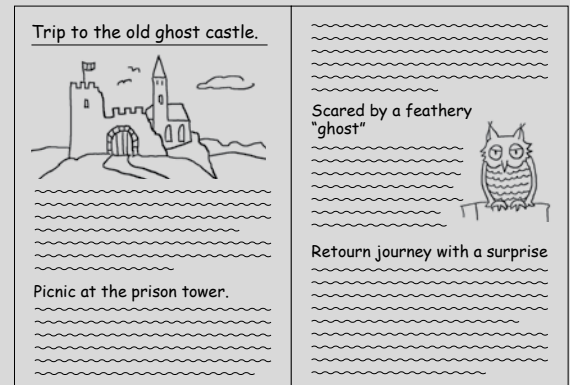 Trip to the old ghost castle.
Picnic at the prison tower.
Scared by a feathery
"ghost"
Retourn journey with a surprise